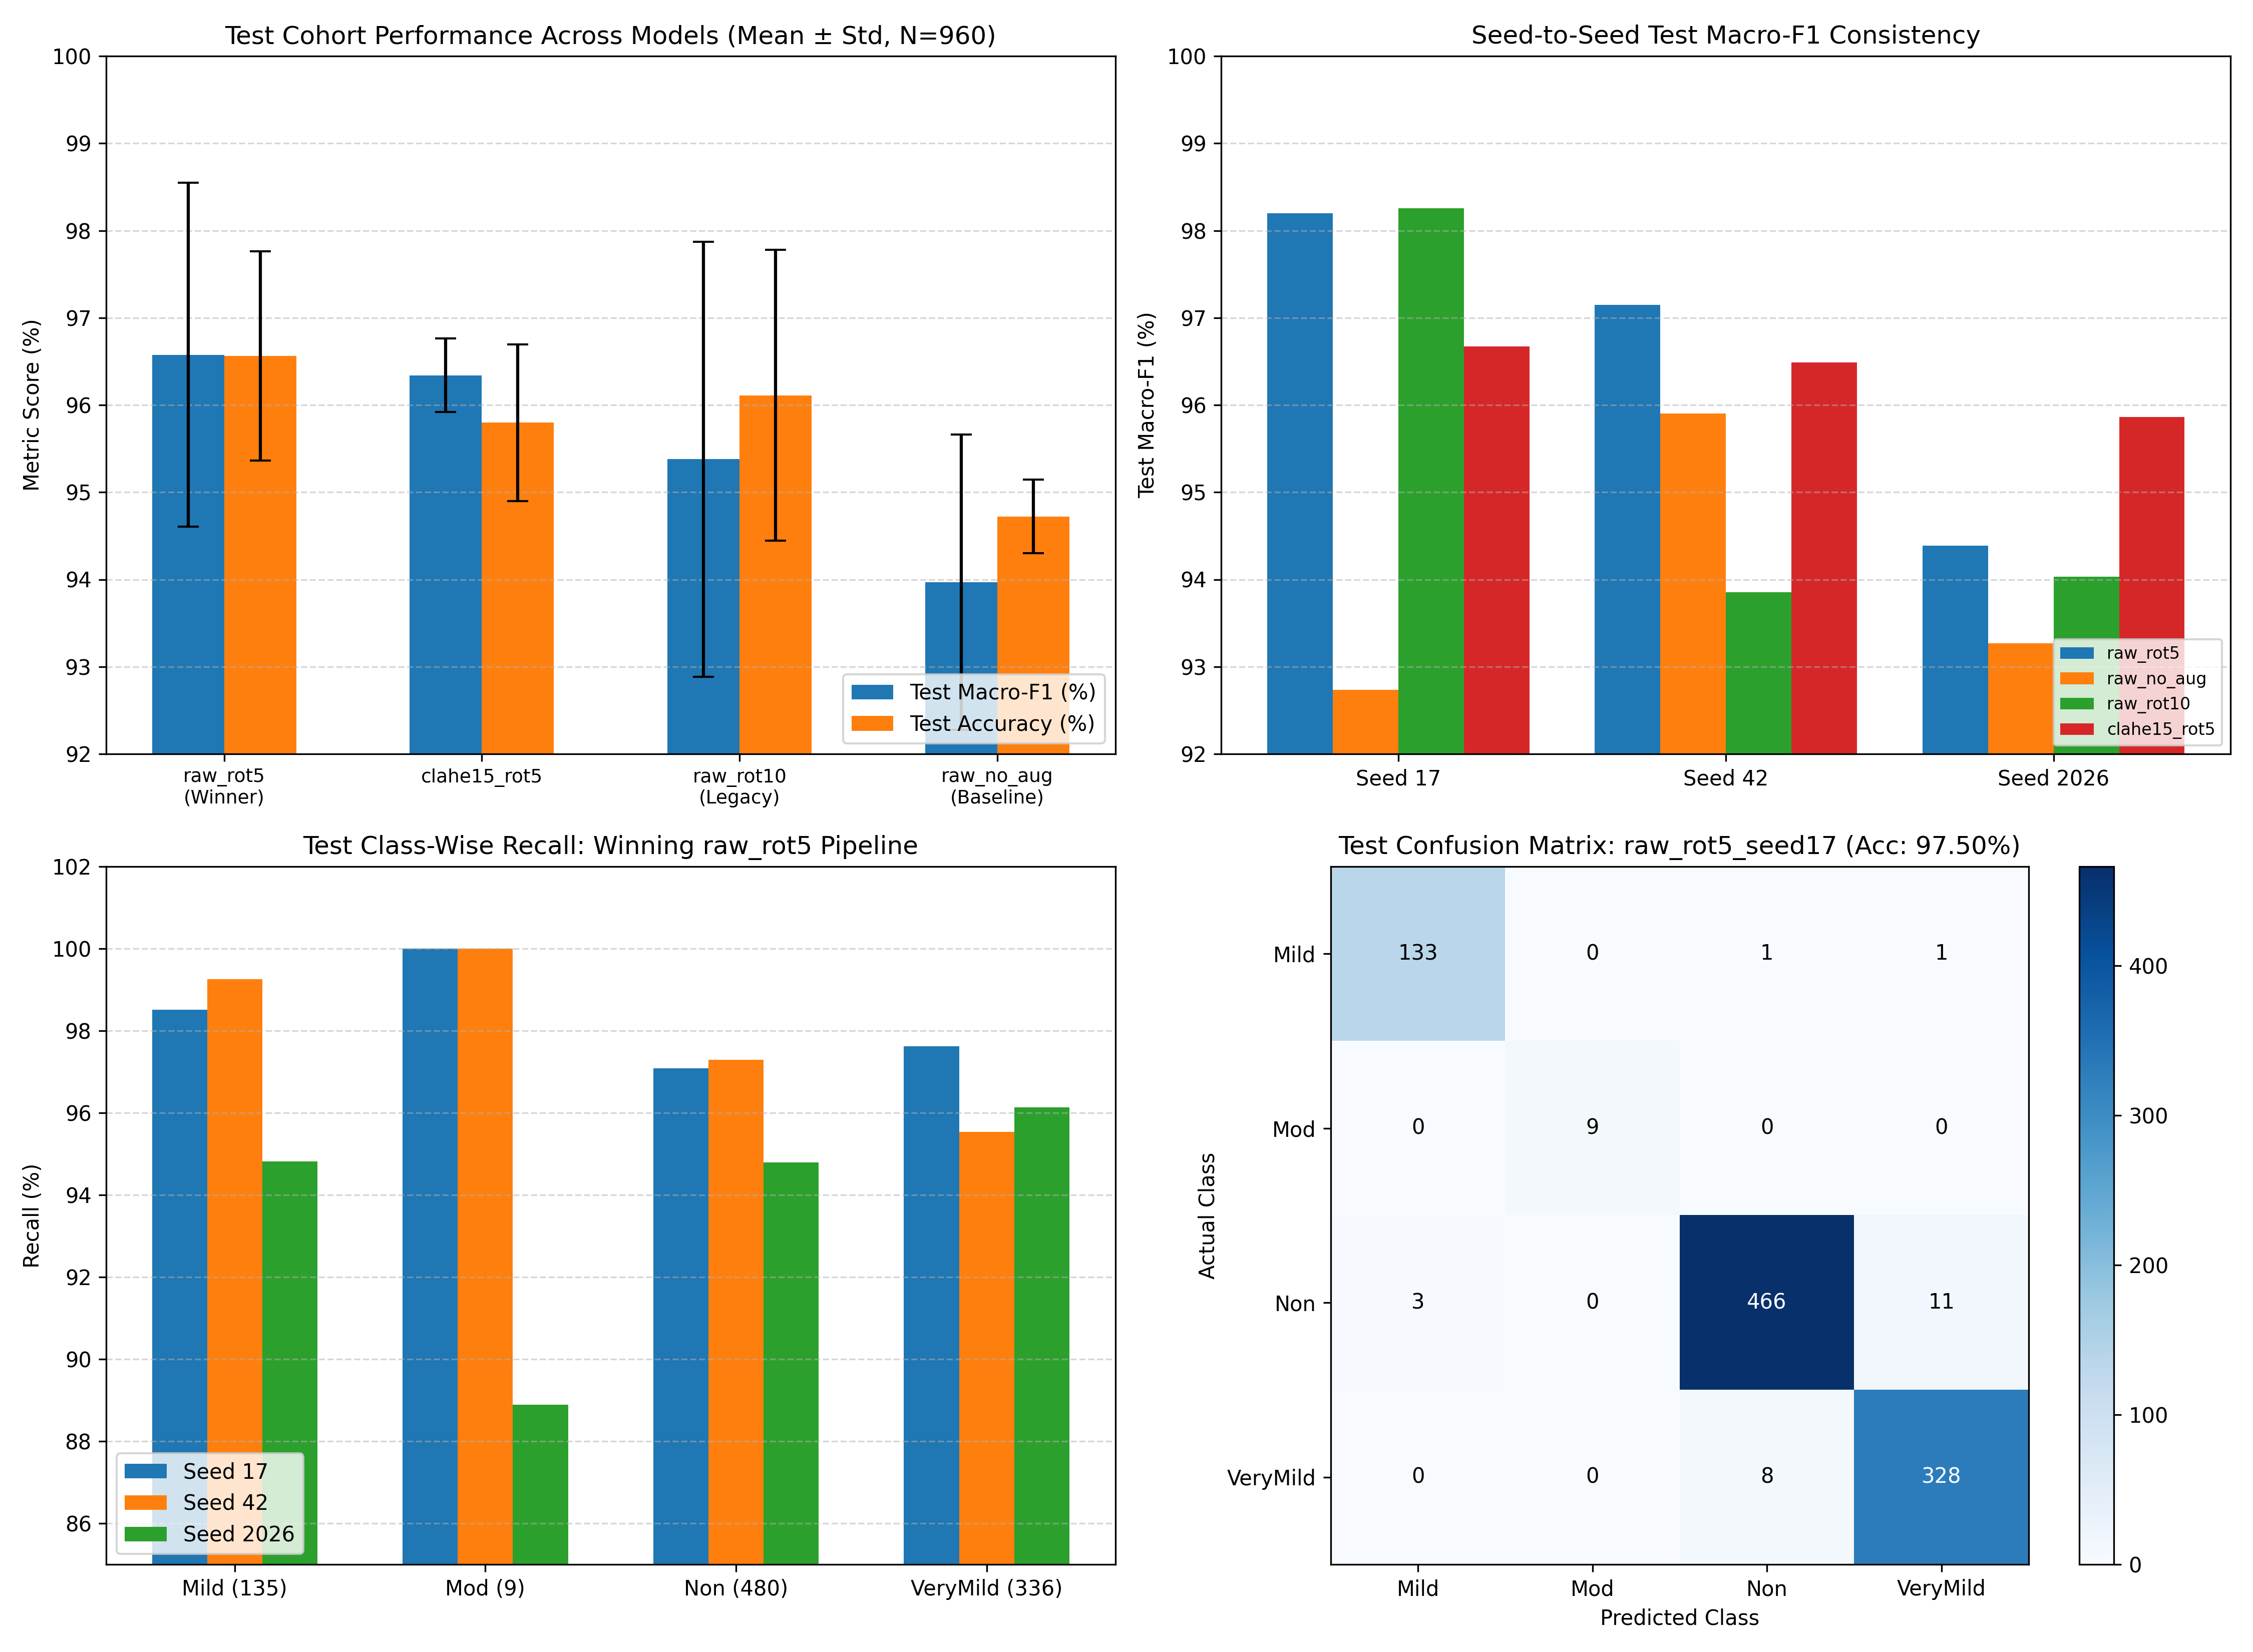 Test Cohort Performance Across Models (Mean ± Std, N=960)
Metric Score (%)
100
99
98
97
96
95
94
93
92
raw_rot5
(Winner)
clahe15_rot5
raw_rot10
(Legacy)
raw_no_aug
(Baseline)
Test Macro-F1 (%)
Test Accuracy (%)
Seed-to-Seed Test Macro-F1 Consistency
Test Macro-F1 (%)
100
99
98
97
96
95
94
93
92
Seed 17
Seed 42
Seed 2026
raw_rot5
raw_no_aug
raw_rot10
clahe15_rot5
Test Class-Wise Recall: Winning raw_rot5 Pipeline
Recall (%)
102
100
98
96
94
92
90
88
86
Seed 17
Seed 42
Seed 2026
Mild (135)
Mod (9)
Non (480)
VeryMild (336)
Test Confusion Matrix: raw_rot5_seed17 (Acc: 97.50%)
Actual Class
Mild
133 0 1 1
Mod
0 9 0 0
Non
3 0 466 11
VeryMild
0 0 8 328
Mild
Mod
Non
VeryMild
Predicted Class
400
300
200
100
0